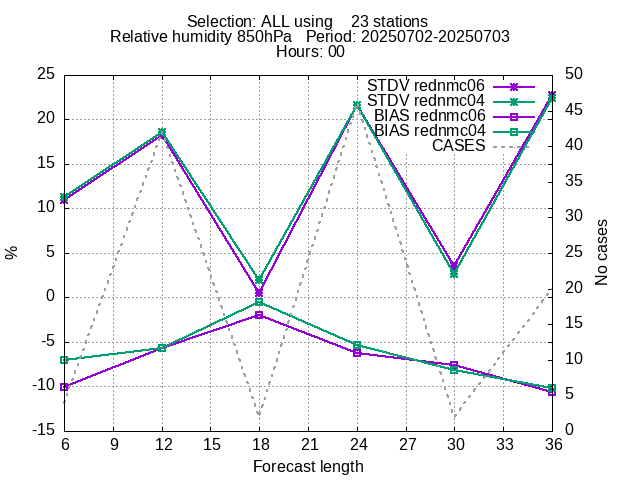 Selection: ALL using    23 stations
Relative humidity 850hPa   Period: 20250702-20250703
Hours: 00
STDV rednmc06
STDV rednmc04
BIAS rednmc06
BIAS rednmc04
CASES
25
20
15
10
5
0
-5
-10
-15
%
50
45
40
35
30
25
20
15
10
5
0
No cases
6 9 12 15 18 21 24 27 30 33 36
Forecast length